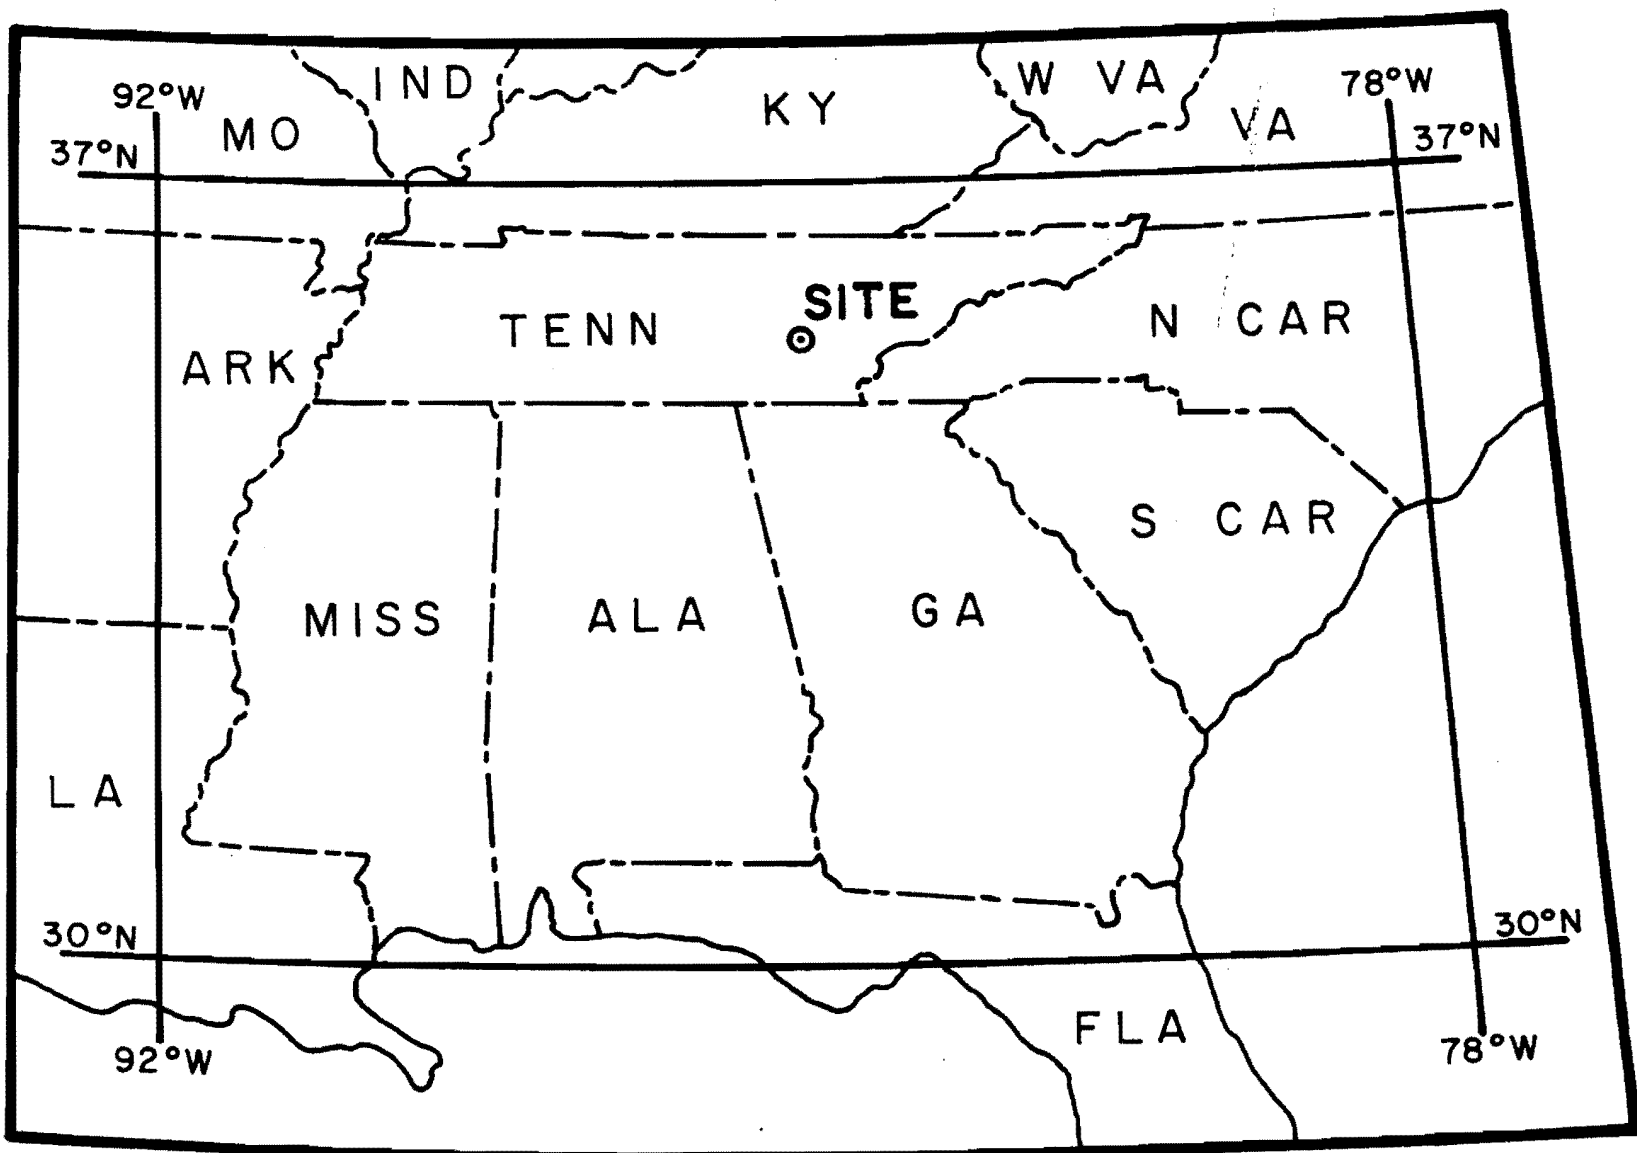 IND
W VA
92°W
MO
KY
VA
78°W
37°N
37°N
SITE
TENN
N CAR
ARK
S CAR
MISS
ALA
GA
LA
30°N
30°N
FLA
92°W
78°W